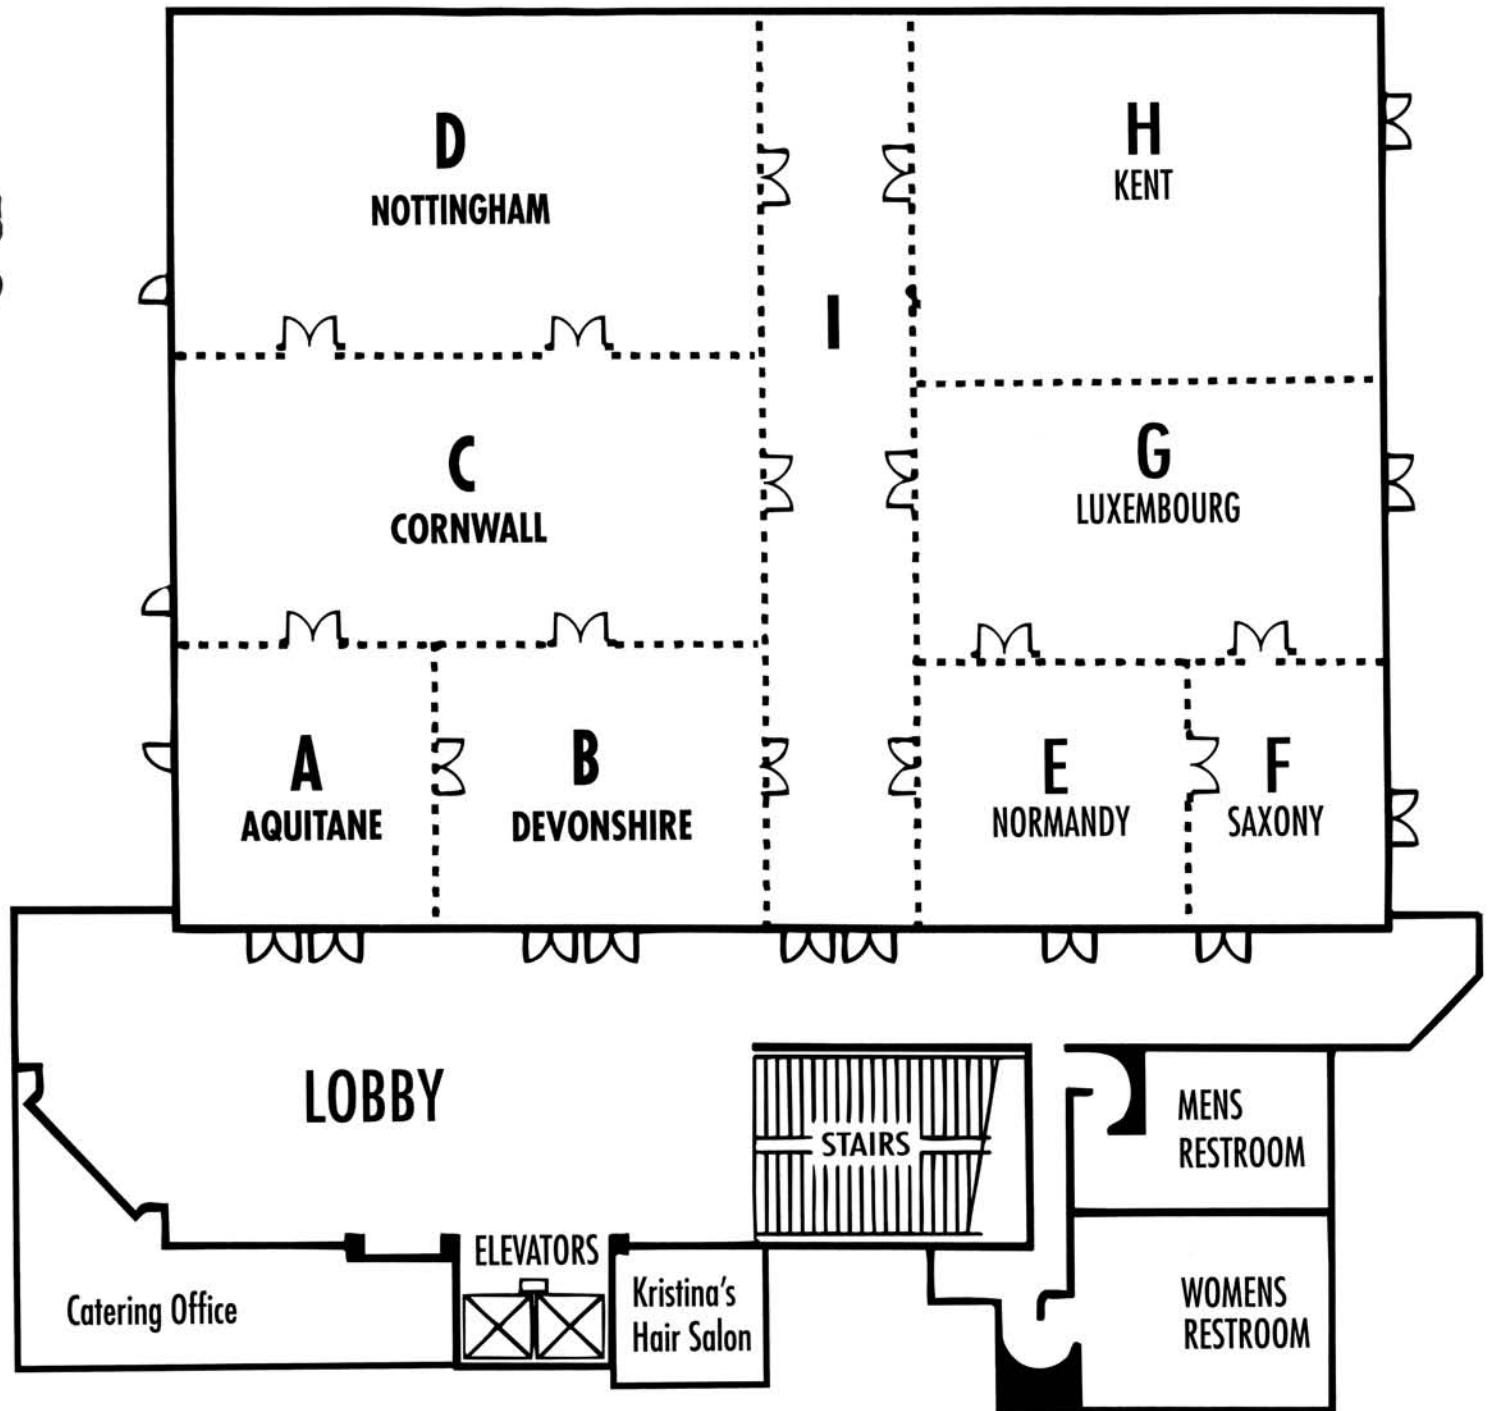 D
NOTTINGHAM
H
KENT
I
C
CORNWALL
G
LUXEMBOURG
A
AQUITANE
B
DEVONSHIRE
E
NORMANDY
F
SAXONY
LOBBY
STAIRS
MENS
RESTROOM
ELEVATORS
Catering Office
Kristina's
Hair Salon
WOMENS
RESTROOM